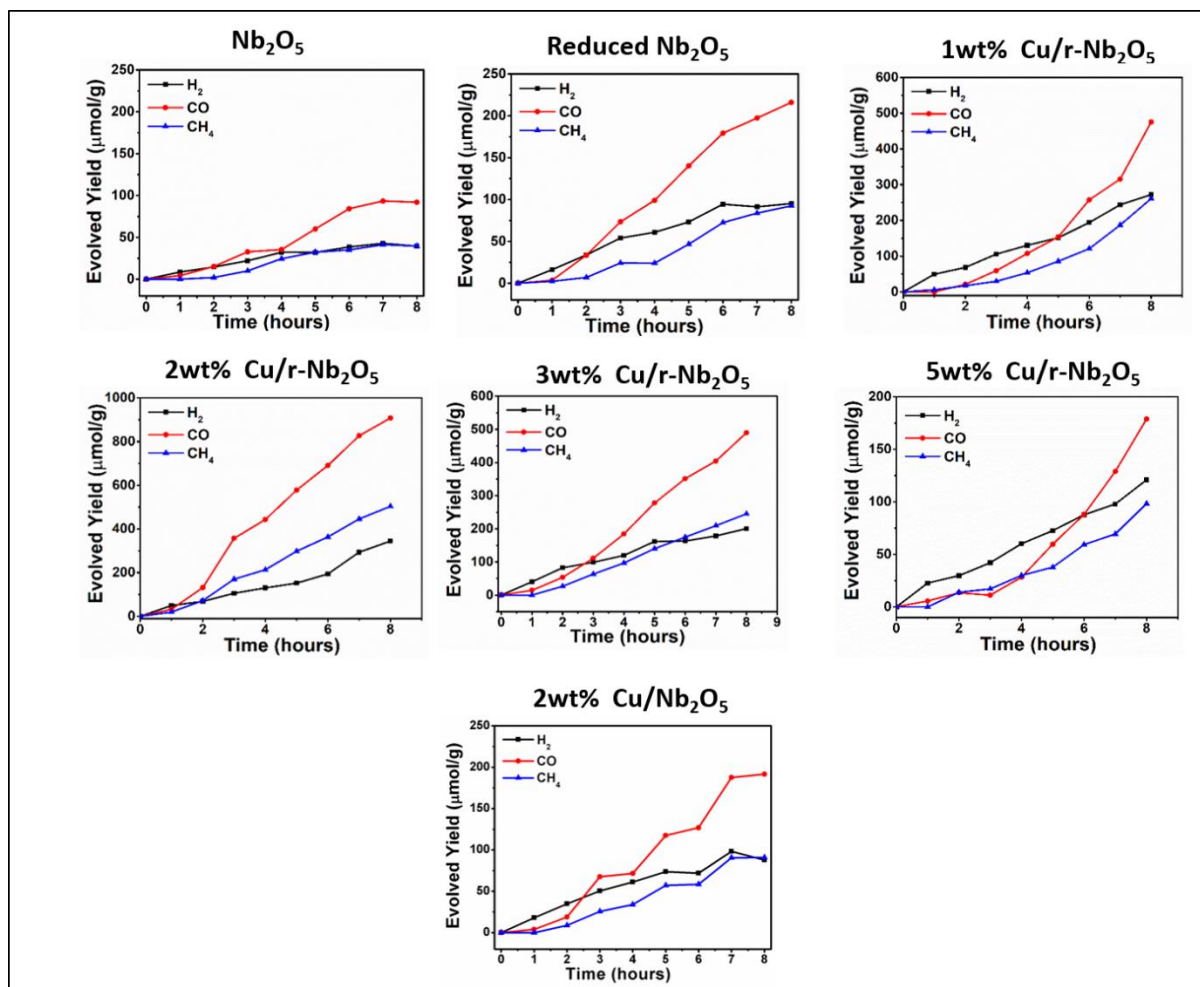 Nb₂O₅
Evolved Yield (μmol/g)
250
200
150
100
50
0
H₂
CO
CH₄
0 1 2 3 4 5 6 7 8
Time (hours)
Reduced Nb₂O₅
Evolved Yield (μmol/g)
250
200
150
100
50
0
H₂
CO
CH₄
0 1 2 3 4 5 6 7 8
Time (hours)
1wt% Cu/r-Nb₂O₅
Evolved Yield (μmol/g)
600
500
400
300
200
100
0
H₂
CO
CH₄
0 2 4 6 8
Time (hours)
2wt% Cu/r-Nb₂O₅
Evolved Yield (μmol/g)
1000
800
600
400
200
0
H₂
CO
CH₄
0 2 4 6 8
Time (hours)
3wt% Cu/r-Nb₂O₅
Evolved Yield (μmol/g)
600
500
400
300
200
100
0
H₂
CO
CH₄
0 1 2 3 4 5 6 7 8 9
Time (hours)
5wt% Cu/r-Nb₂O₅
Evolved Yield (μmol/g)
200
150
100
50
0
H₂
CO
CH₄
0 2 4 6 8
Time (hours)
2wt% Cu/Nb₂O₅
Evolved Yield (μmol/g)
250
200
150
100
50
0
H₂
CO
CH₄
0 1 2 3 4 5 6 7 8
Time (hours)